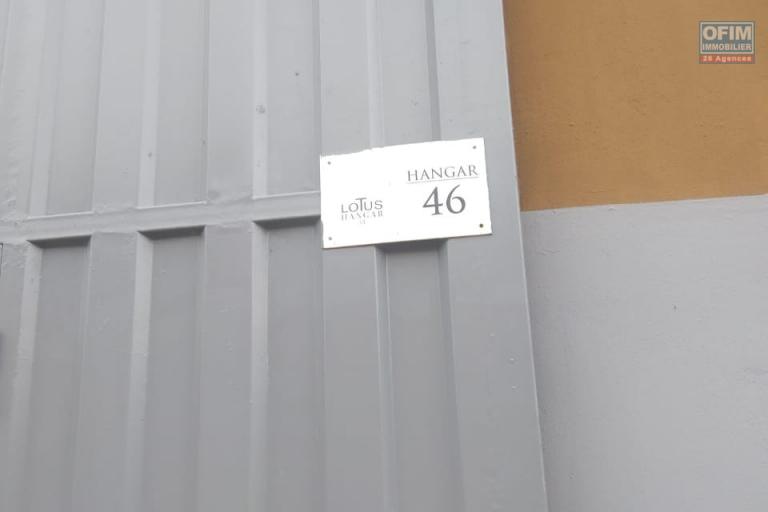 OFIM
IMMOBILIER
26 Agences
HANGAR
46
LOTUS
HANGAR